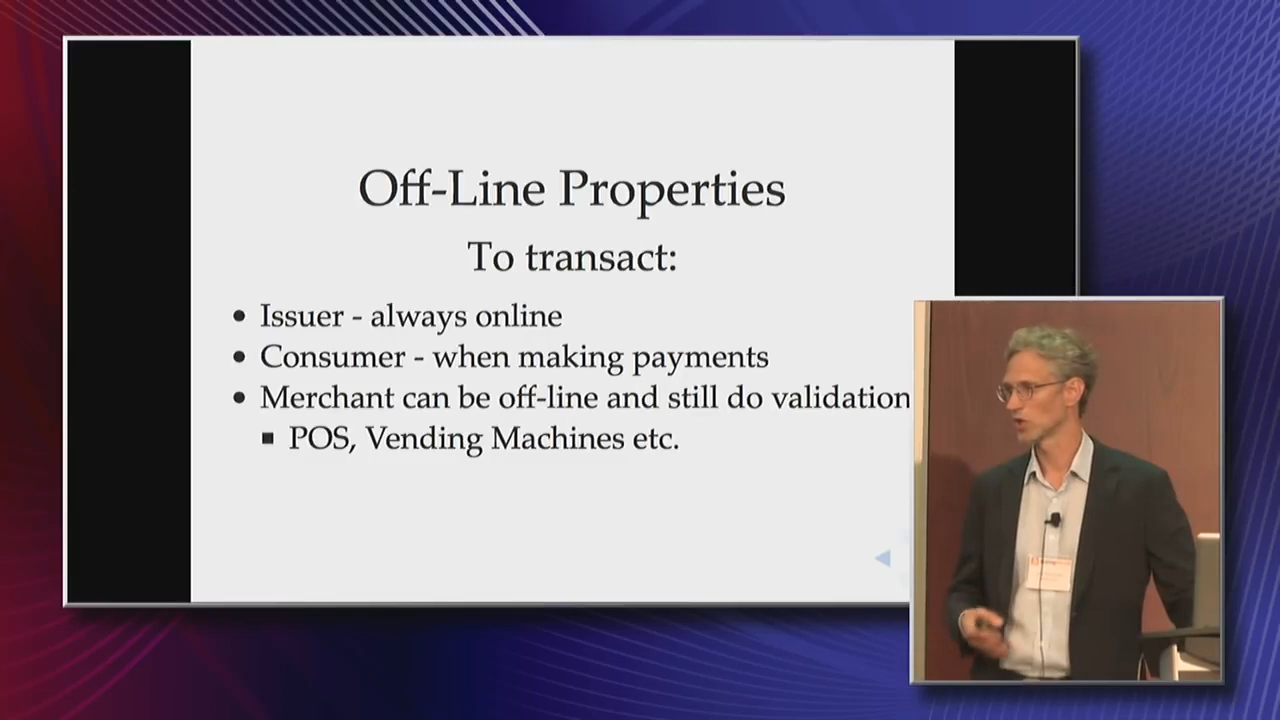 Off-Line Properties
To transact:
• Issuer - always online
• Consumer - when making payments
• Merchant can be off-line and still do validation
▪ POS, Vending Machines etc.